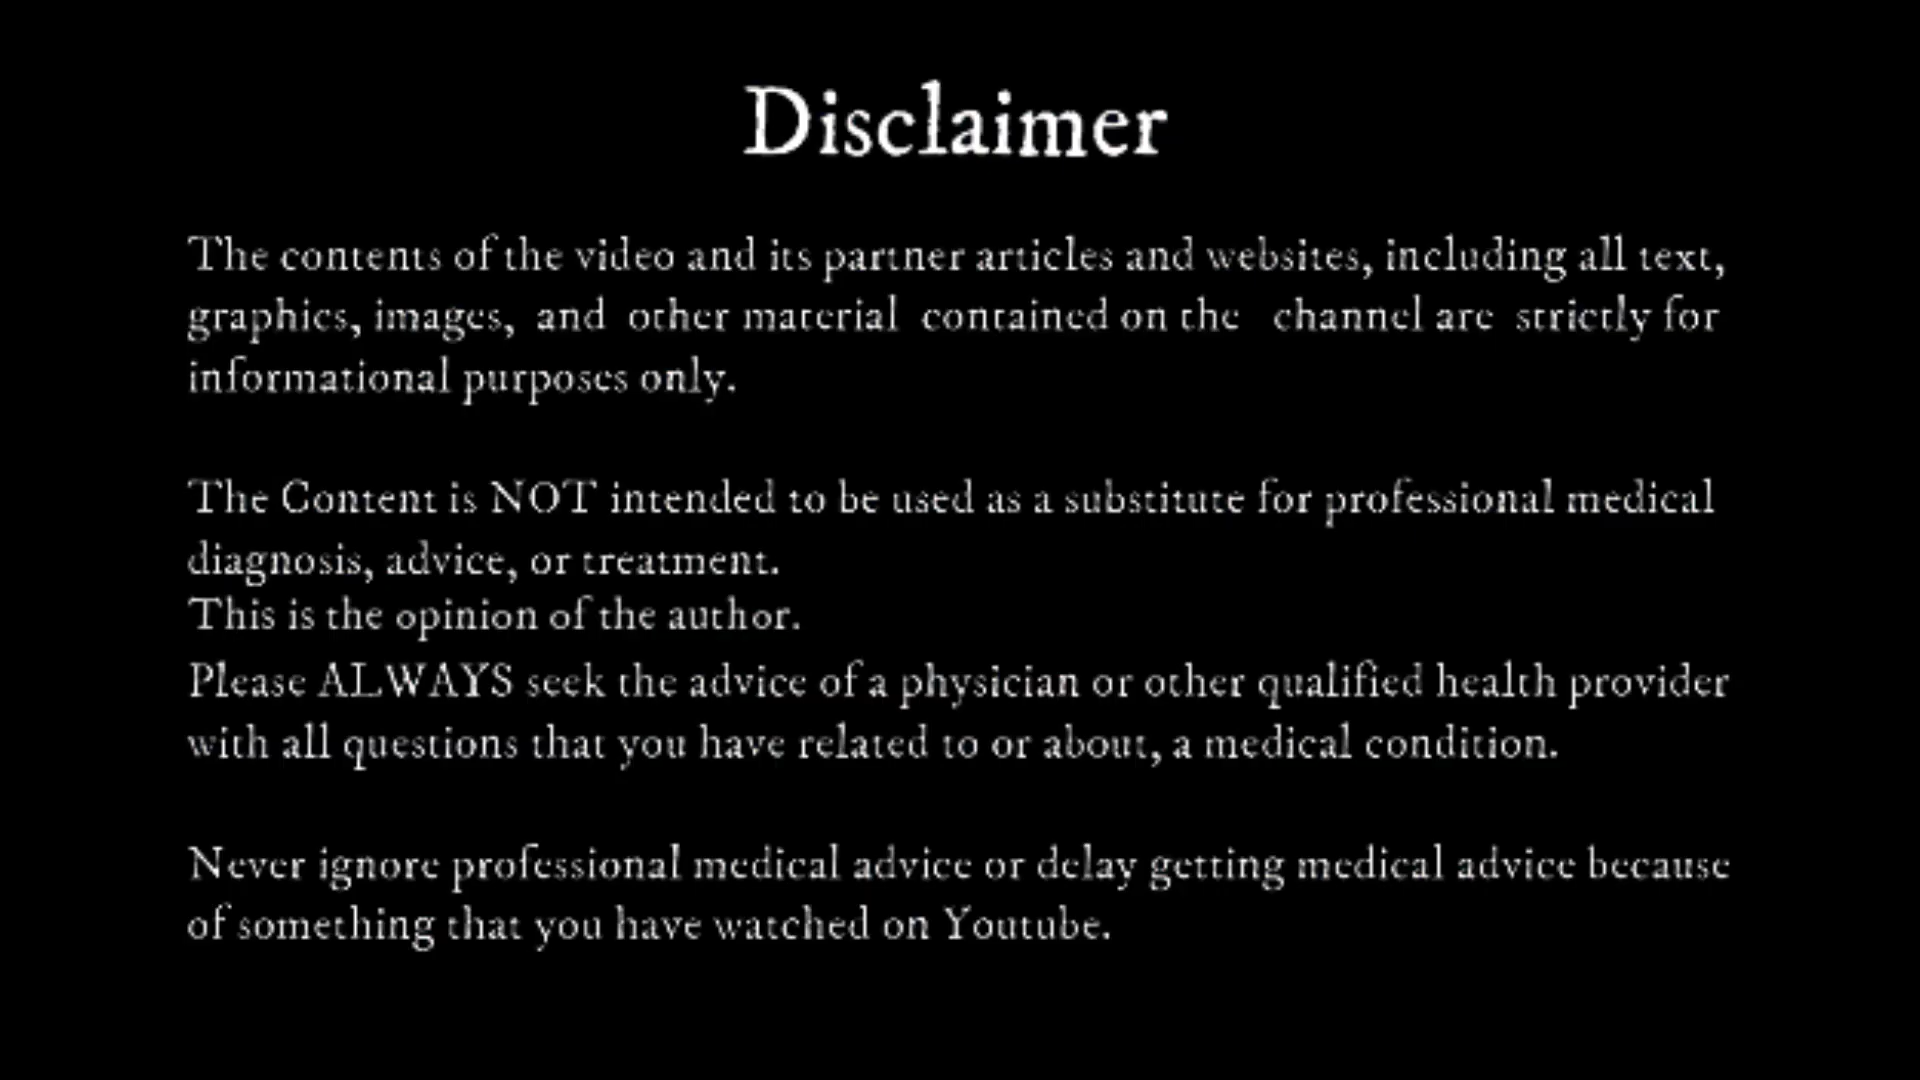 Disclaimer
The contents of the video and its partner articles and websites, including all text,
graphics, images, and other material contained on the channel are strictly for
informational purposes only.
The Content is NOT intended to be used as a substitute for professional medical
diagnosis, advice, or treatment.
This is the opinion of the author.
Please ALWAYS seek the advice of a physician or other qualified health provider
with all questions that you have related to or about, a medical condition.
Never ignore professional medical advice or delay getting medical advice because
of something that you have watched on Youtube.